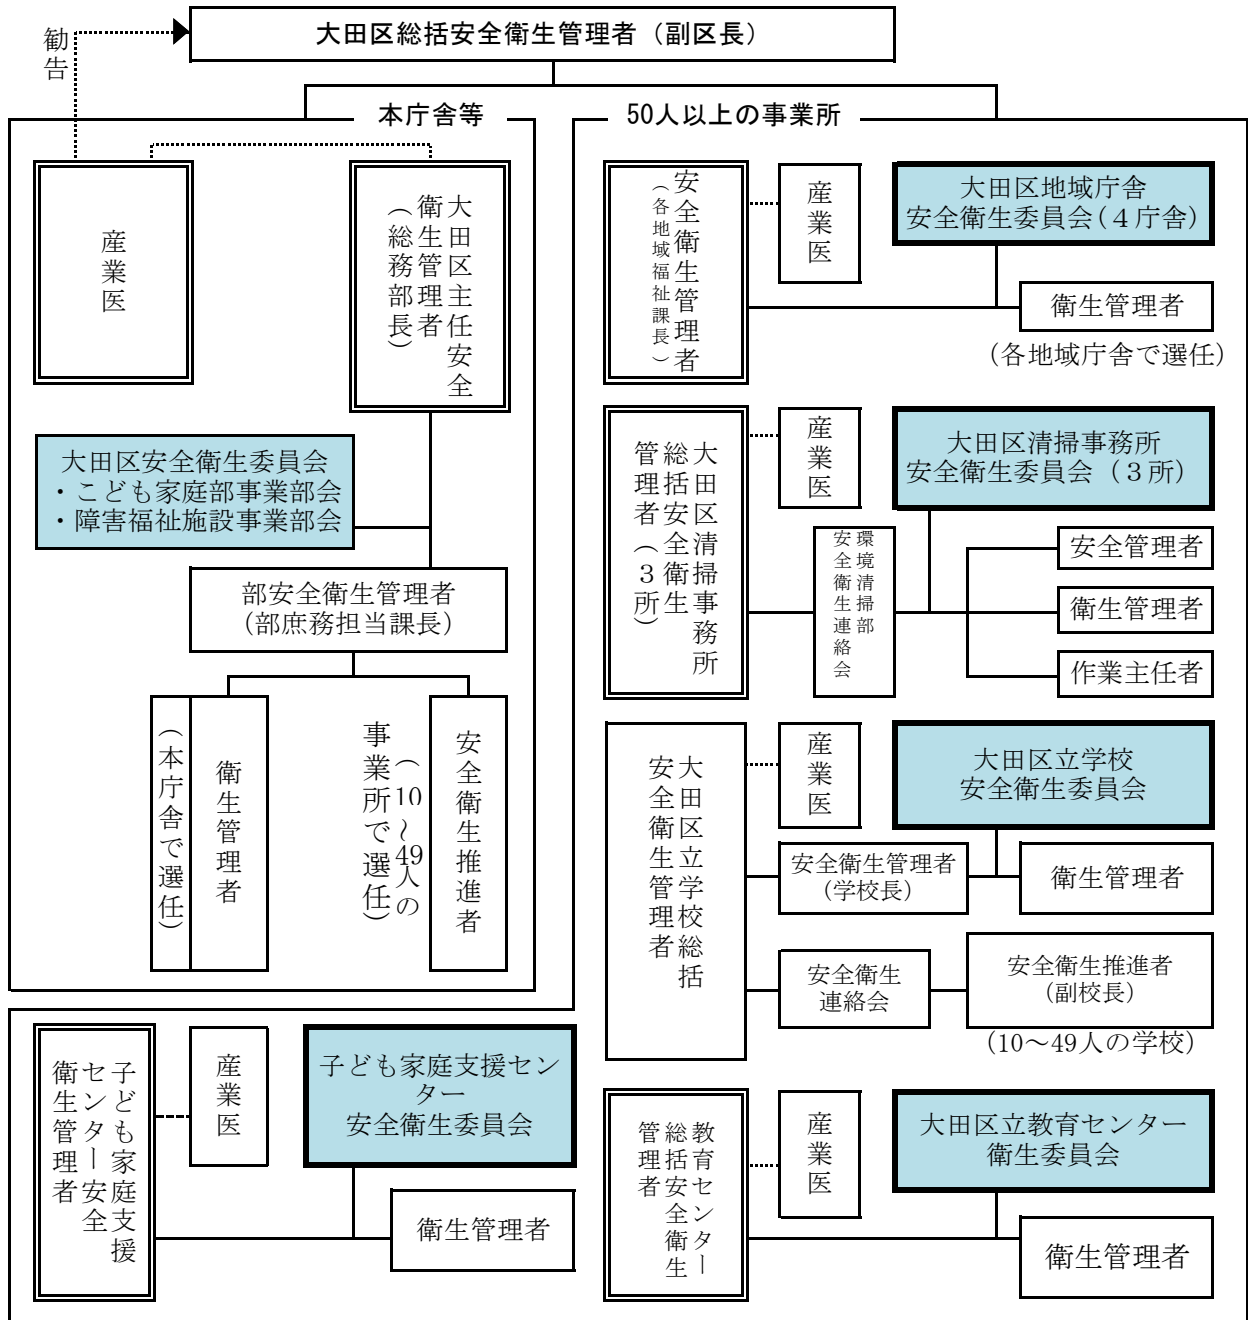 大田区総括安全衛生管理者（副区長）
勧告
本庁舎等
産業医
大田区主任安全
衛生管理者
（総務部長）
大田区安全衛生委員会
・こども家庭部事業部会
・障害福祉施設事業部会
部安全衛生管理者
（部庶務担当課長）
衛生管理者
（本庁舎で選任）
安全衛生推進者
（10～49人の
事業所で選任）
50人以上の事業所
安全衛生管理者
（各地域福祉課長）
産業医
大田区地域庁舎
安全衛生委員会（４庁舎）
衛生管理者
（各地域庁舎で選任）
大田区清掃事務所
総括安全衛生
管理者（３所）
産業医
大田区清掃事務所
安全衛生委員会（３所）
環境清掃部
安全衛生連絡会
安全管理者
衛生管理者
作業主任者
大田区立学校総括
安全衛生管理者
産業医
大田区立学校
安全衛生委員会
安全衛生管理者
（学校長）
衛生管理者
安全衛生
連絡会
安全衛生推進者
（副校長）
（10～49人の学校）
子ども家庭支援
センター安全
衛生管理者
産業医
子ども家庭支援セン
ター
安全衛生委員会
衛生管理者
教育センター
総括安全衛生
管理者
産業医
大田区立教育センター
衛生委員会
衛生管理者